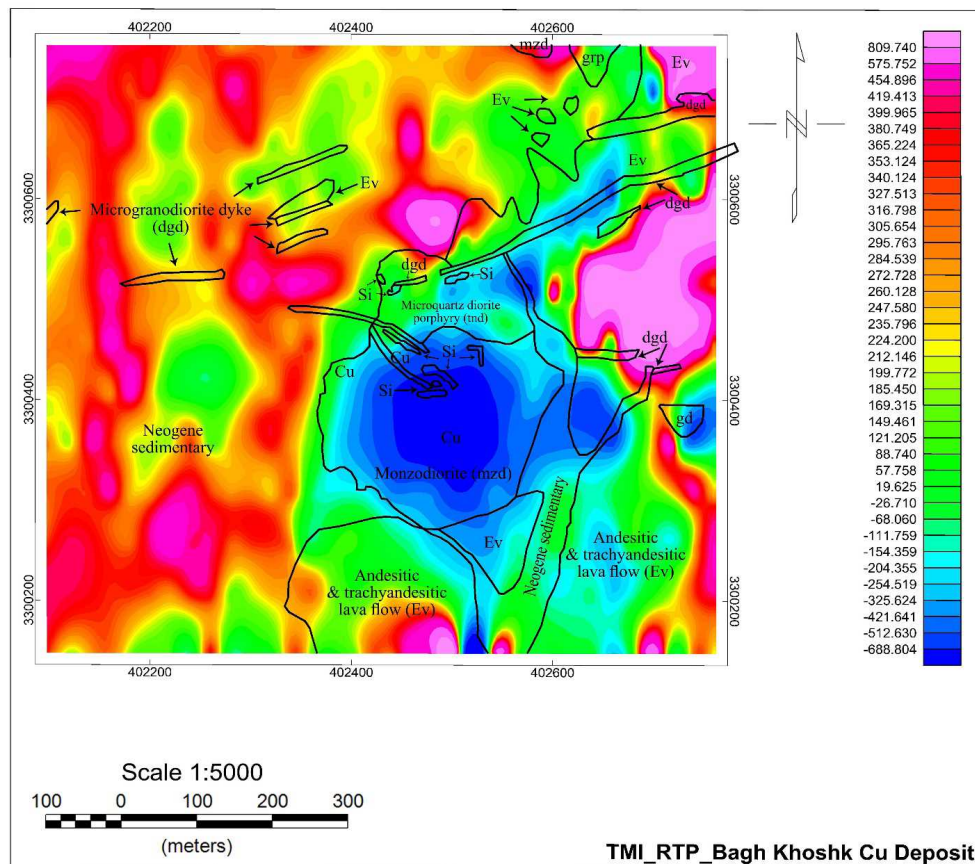 402200
402400
402600
mzd
grp
Ev
Ev
dgd
Ev
3300600
3300600
Ev
Microgranodiorite dyke
(dgd)
dgd
dgd
Si
Si
Microquartz diorite
porphyry (tnd)
dgd
Cu
Si
Cu
Si
3300400
3300400
gd
Cu
Neogene
sedimentary
Monzodiorite (mzd)
Neogene sedimentary
Ev
Andesitic
& trachyandesitic
lava flow (Ev)
Andesitic
& trachyandesitic
lava flow (Ev)
3300200
3300200
402200
402400
402600
809.740
575.752
454.896
419.413
399.965
380.749
365.224
353.124
340.124
327.513
316.798
306.654
295.763
284.539
272.728
260.128
247.580
235.796
224.200
212.146
199.772
185.450
169.315
149.461
121.205
88.740
57.758
19.625
-26.710
-68.060
-111.755
-154.359
-204.355
-254.519
-325.624
-421.641
-512.630
-688.804
N
Scale 1:5000
100 0 100 200 300
(meters)
TMI_RTP_Bagh Khoshk Cu Deposit